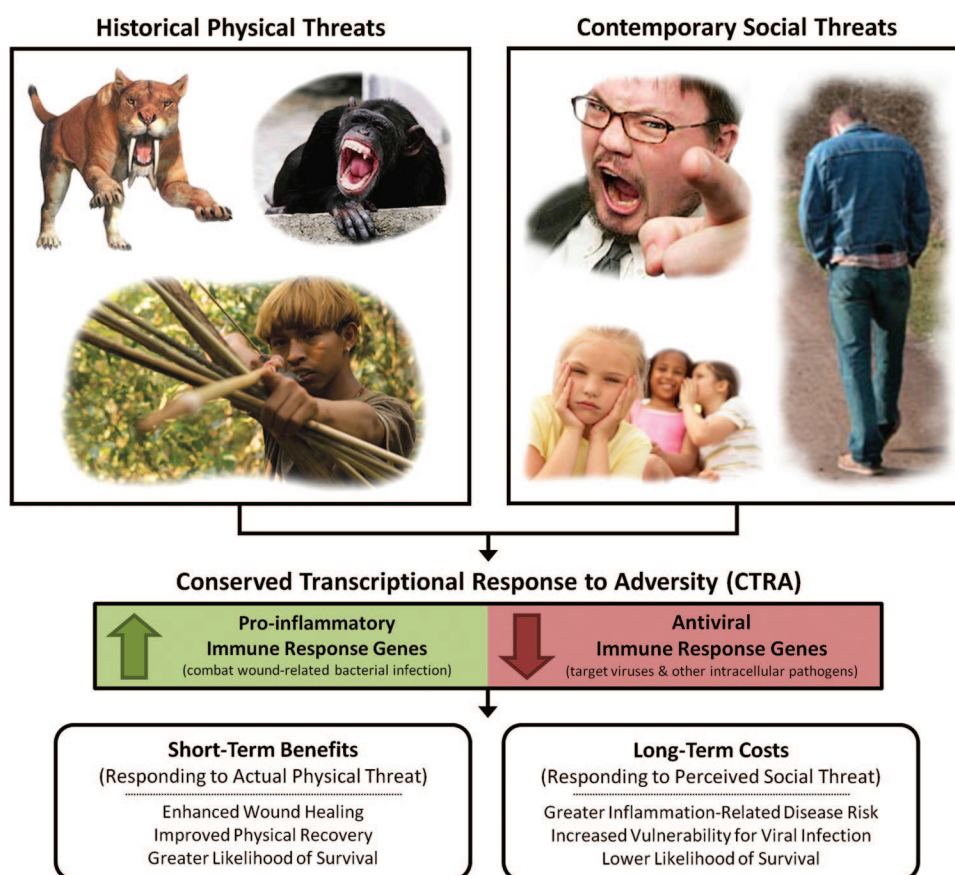 Historical Physical Threats
Contemporary Social Threats
Conserved Transcriptional Response to Adversity (CTRA)
Pro-inflammatory
Immune Response Genes
(combat wound-related bacterial infection)
Antiviral
Immune Response Genes
(target viruses & other intracellular pathogens)
Short-Term Benefits
(Responding to Actual Physical Threat)
Enhanced Wound Healing
Improved Physical Recovery
Greater Likelihood of Survival
Long-Term Costs
(Responding to Perceived Social Threat)
Greater Inflammation-Related Disease Risk
Increased Vulnerability for Viral Infection
Lower Likelihood of Survival